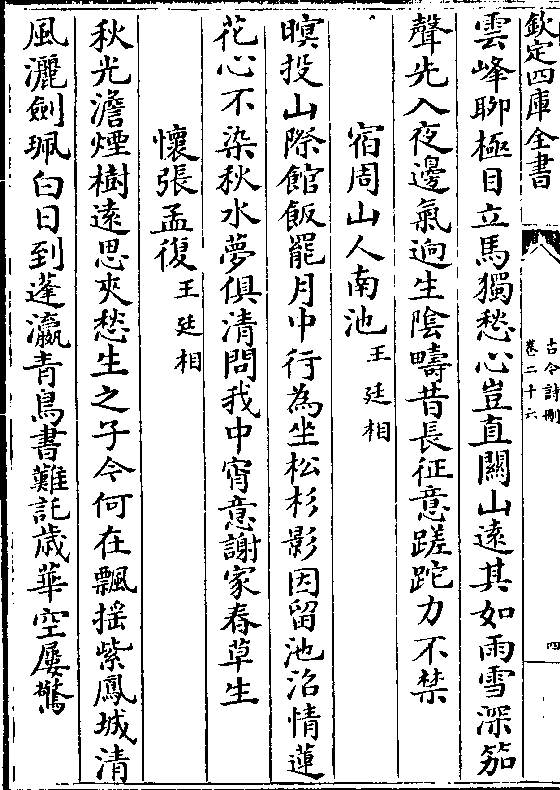 欽定四庫全書
古今詩刪
卷二十六
四
雲峰聊極目立馬獨愁心豈直關山遠其如雨雪深笳
聲先入夜邊氣逈生陰疇昔長征意蹉跎力不禁
宿周山人南池王廷相
暝投山際館飯罷月中行為坐松杉影因留池沼情蓮
花心不染秋水夢俱清問我中宵意謝家春草生
懷張孟復王廷相
秋光澹煙樹遠思夾愁生之子今何在飄摇紫鳳城清
風灑劍珮白日到蓬瀛青鳥書難託歲華空屢驚